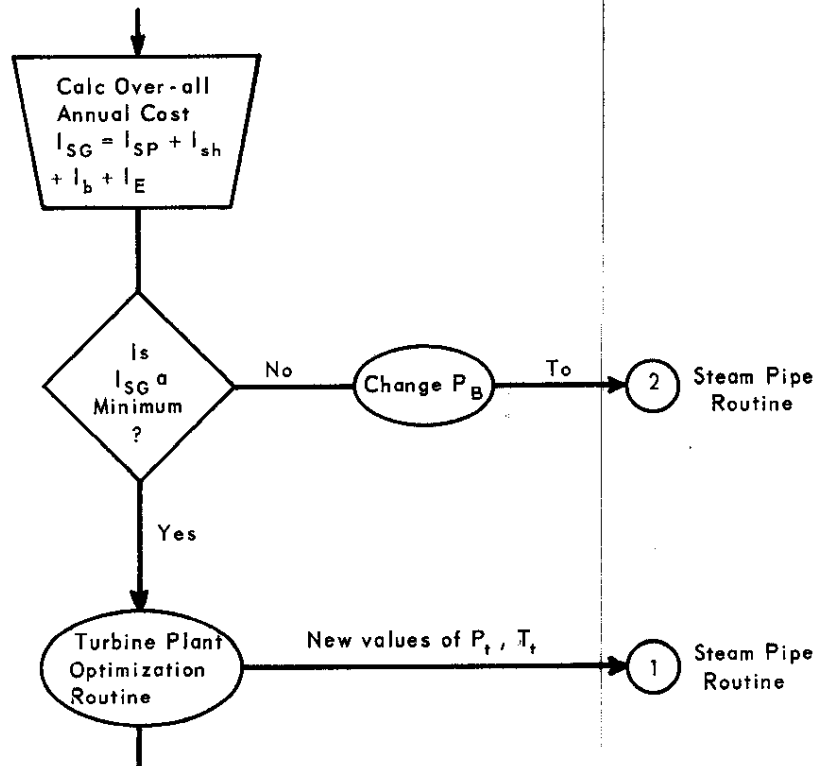 Calc Over-all
Annual Cost
I_SG = I_SP + I_sh
+ I_b + I_E
is
I_SG a
Minimum
?
No
Change P_B
To
2
Steam Pipe
Routine
Yes
Turbine Plant
Optimization
Routine
New values of P_t , T_t
1
Steam Pipe
Routine